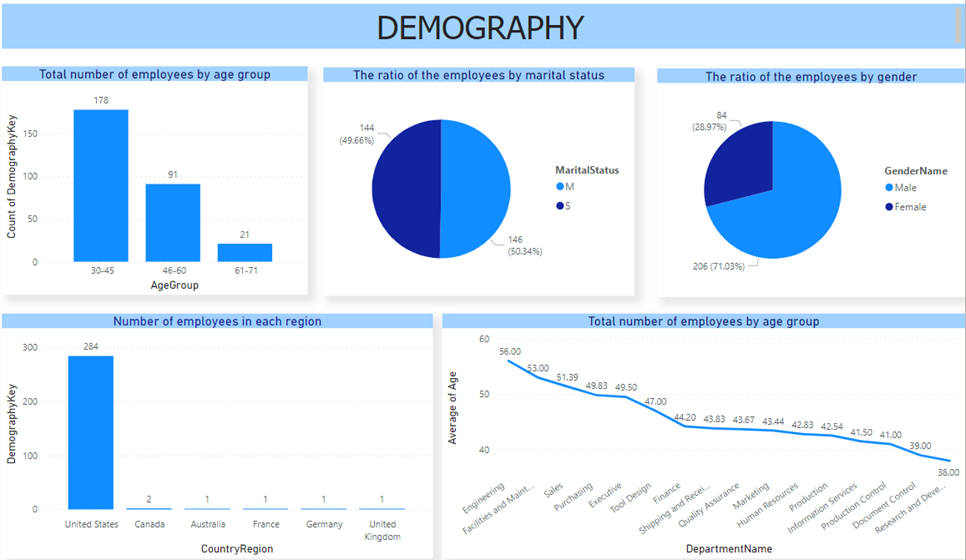 DEMOGRAPHY
Total number of employees by age group
Count of DemographyKey
150
100
50
0
178
91
21
30-45
46-60
61-71
AgeGroup
The ratio of the employees by marital status
144
(49.66%)
146
(50.34%)
MaritalStatus
M
S
The ratio of the employees by gender
84
(28.97%)
206 (71.03%)
GenderName
Male
Female
Number of employees in each region
DemographyKey
300
200
100
0
284
2
1
1
1
1
United States
Canada
Australia
France
Germany
United
Kingdom
CountryRegion
Total number of employees by age group
Average of Age
60
50
40
56.00
53.00
51.39
49.83
49.50
47.00
44.20
43.83
43.67
43.44
42.83
42.54
41.50
41.00
39.00
38.00
Engineering
Facilities and Maint...
Sales
Purchasing
Executive
Tool Design
Finance
Shipping and Recei...
Quality Assurance
Marketing
Human Resources
Production
Information Services
Production Control
Document Control
Research and Deve...
DepartmentName